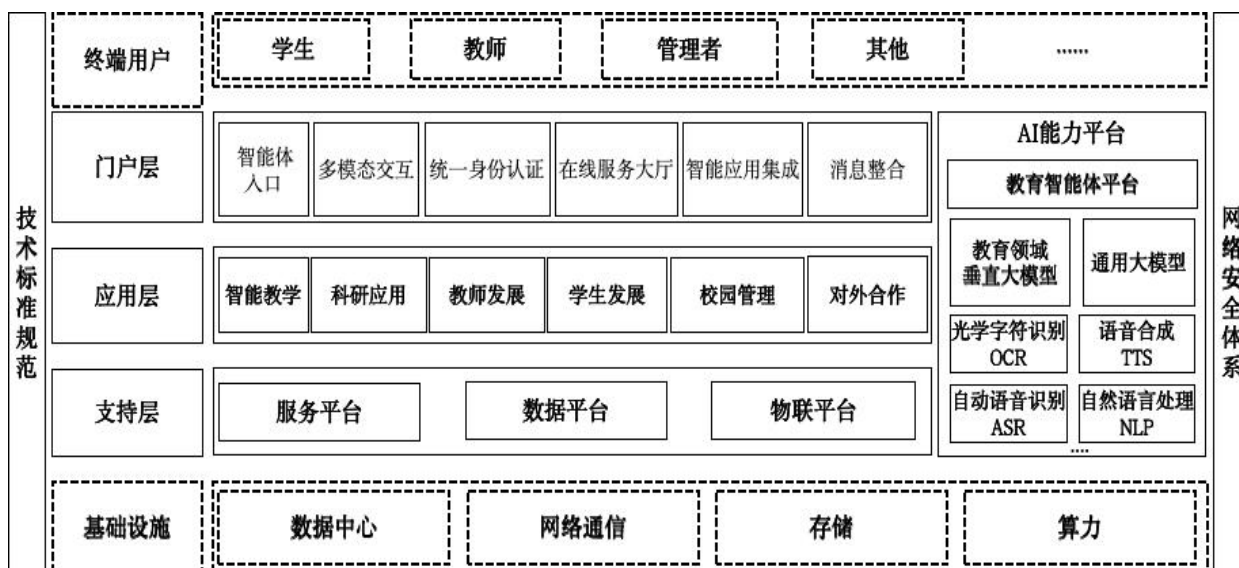 技术标准规范
终端用户
学生
教师
管理者
其他
......
门户层
智能体
入口
多模态交互
统一身份认证
在线服务大厅
智能应用集成
消息整合
应用层
智能教学
科研应用
教师发展
学生发展
校园管理
对外合作
支持层
服务平台
数据平台
物联平台
AI能力平台
教育智能体平台
教育领域
垂直大模型
通用大模型
光学字符识别
OCR
语音合成
TTS
自动语音识别
ASR
自然语言处理
NLP
....
基础设施
数据中心
网络通信
存储
算力
网络安全体系